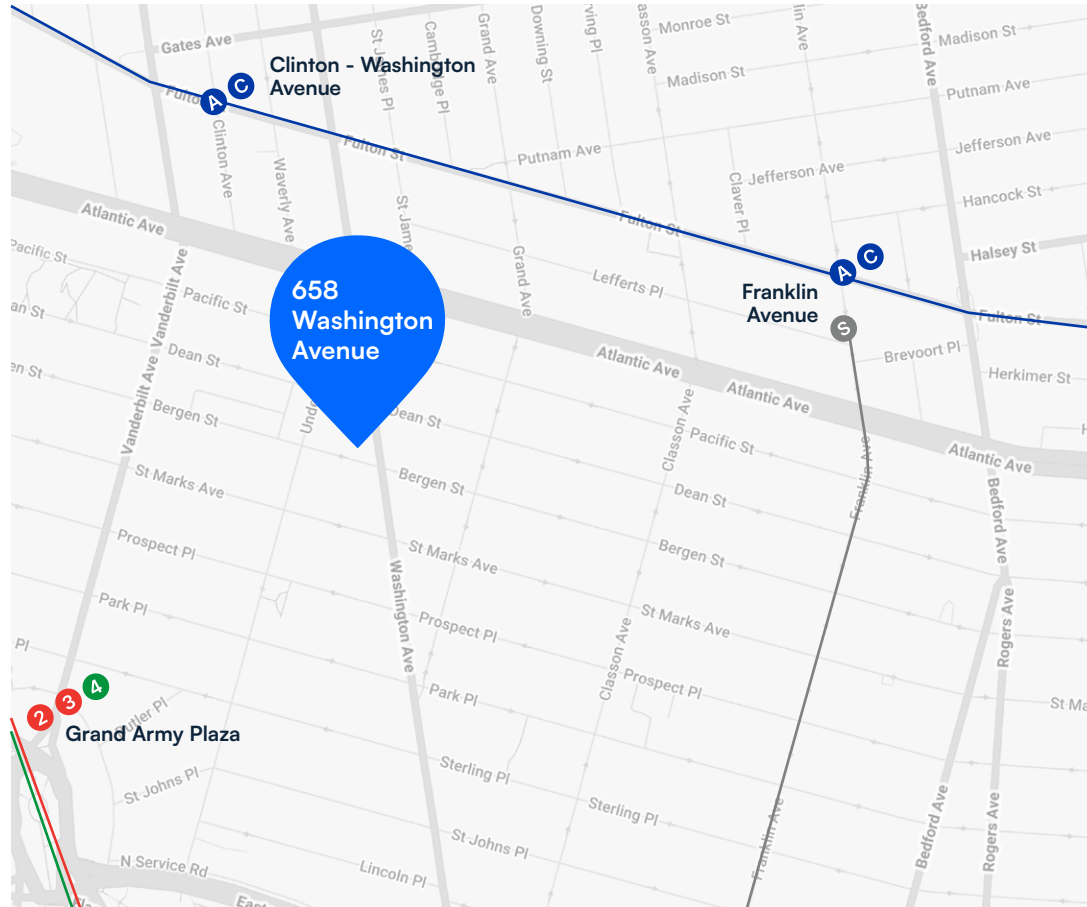 Gates Ave
St James Pl
Cambridge Pl
Grand Ave
Downing St
Monroe St
Madison St
Madison St
Bedford Ave
Clinton - Washington
Avenue
A
C
Putnam Ave
Fulton St
Clinton Ave
Waverly Ave
Putnam Ave
Jefferson Ave
Jefferson Ave
Claver Pl
Hancock St
Atlantic Ave
Fulton St
Halsey St
Pacific St
Grand Ave
Lefferts Pl
A
C
Franklin
Avenue
S
658
Washington
Avenue
Pacific St
Vanderbilt Ave
Fulton St
Brevoort Pl
Herkimer St
Dean St
Atlantic Ave
Atlantic Ave
Vanderbilt Ave
Bergen St
Dean St
Classon Ave
Pacific St
Atlantic Ave
Franklin Ave
St Marks Ave
Bergen St
Dean St
Bedford Ave
Prospect Pl
St Marks Ave
Bergen St
Washington Ave
Park Pl
Prospect Pl
St Marks Ave
Rogers Ave
Classon Ave
Park Pl
Prospect Pl
2
3
4
Grand Army Plaza
Butler Pl
St Johns Pl
Sterling Pl
Sterling Pl
Bedford Ave
Rogers Ave
Franklin Ave
St Johns Pl
N Service Rd
Lincoln Pl